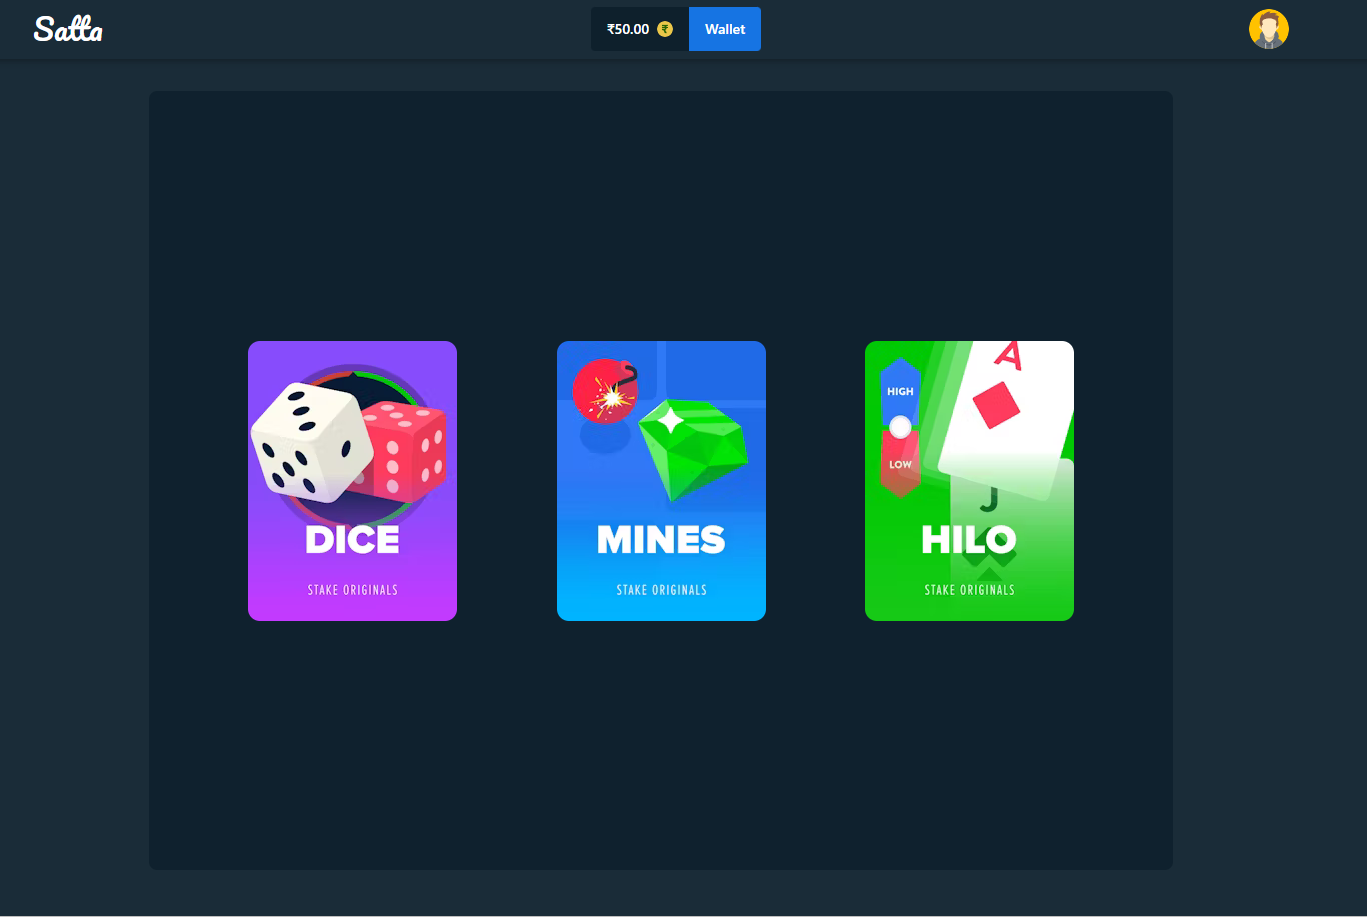 Satta
₹50.00 ₹
Wallet
DICE
STAKE ORIGINALS
MINES
STAKE ORIGINALS
A
HIGH
LOW
J
HILO
STAKE ORIGINALS